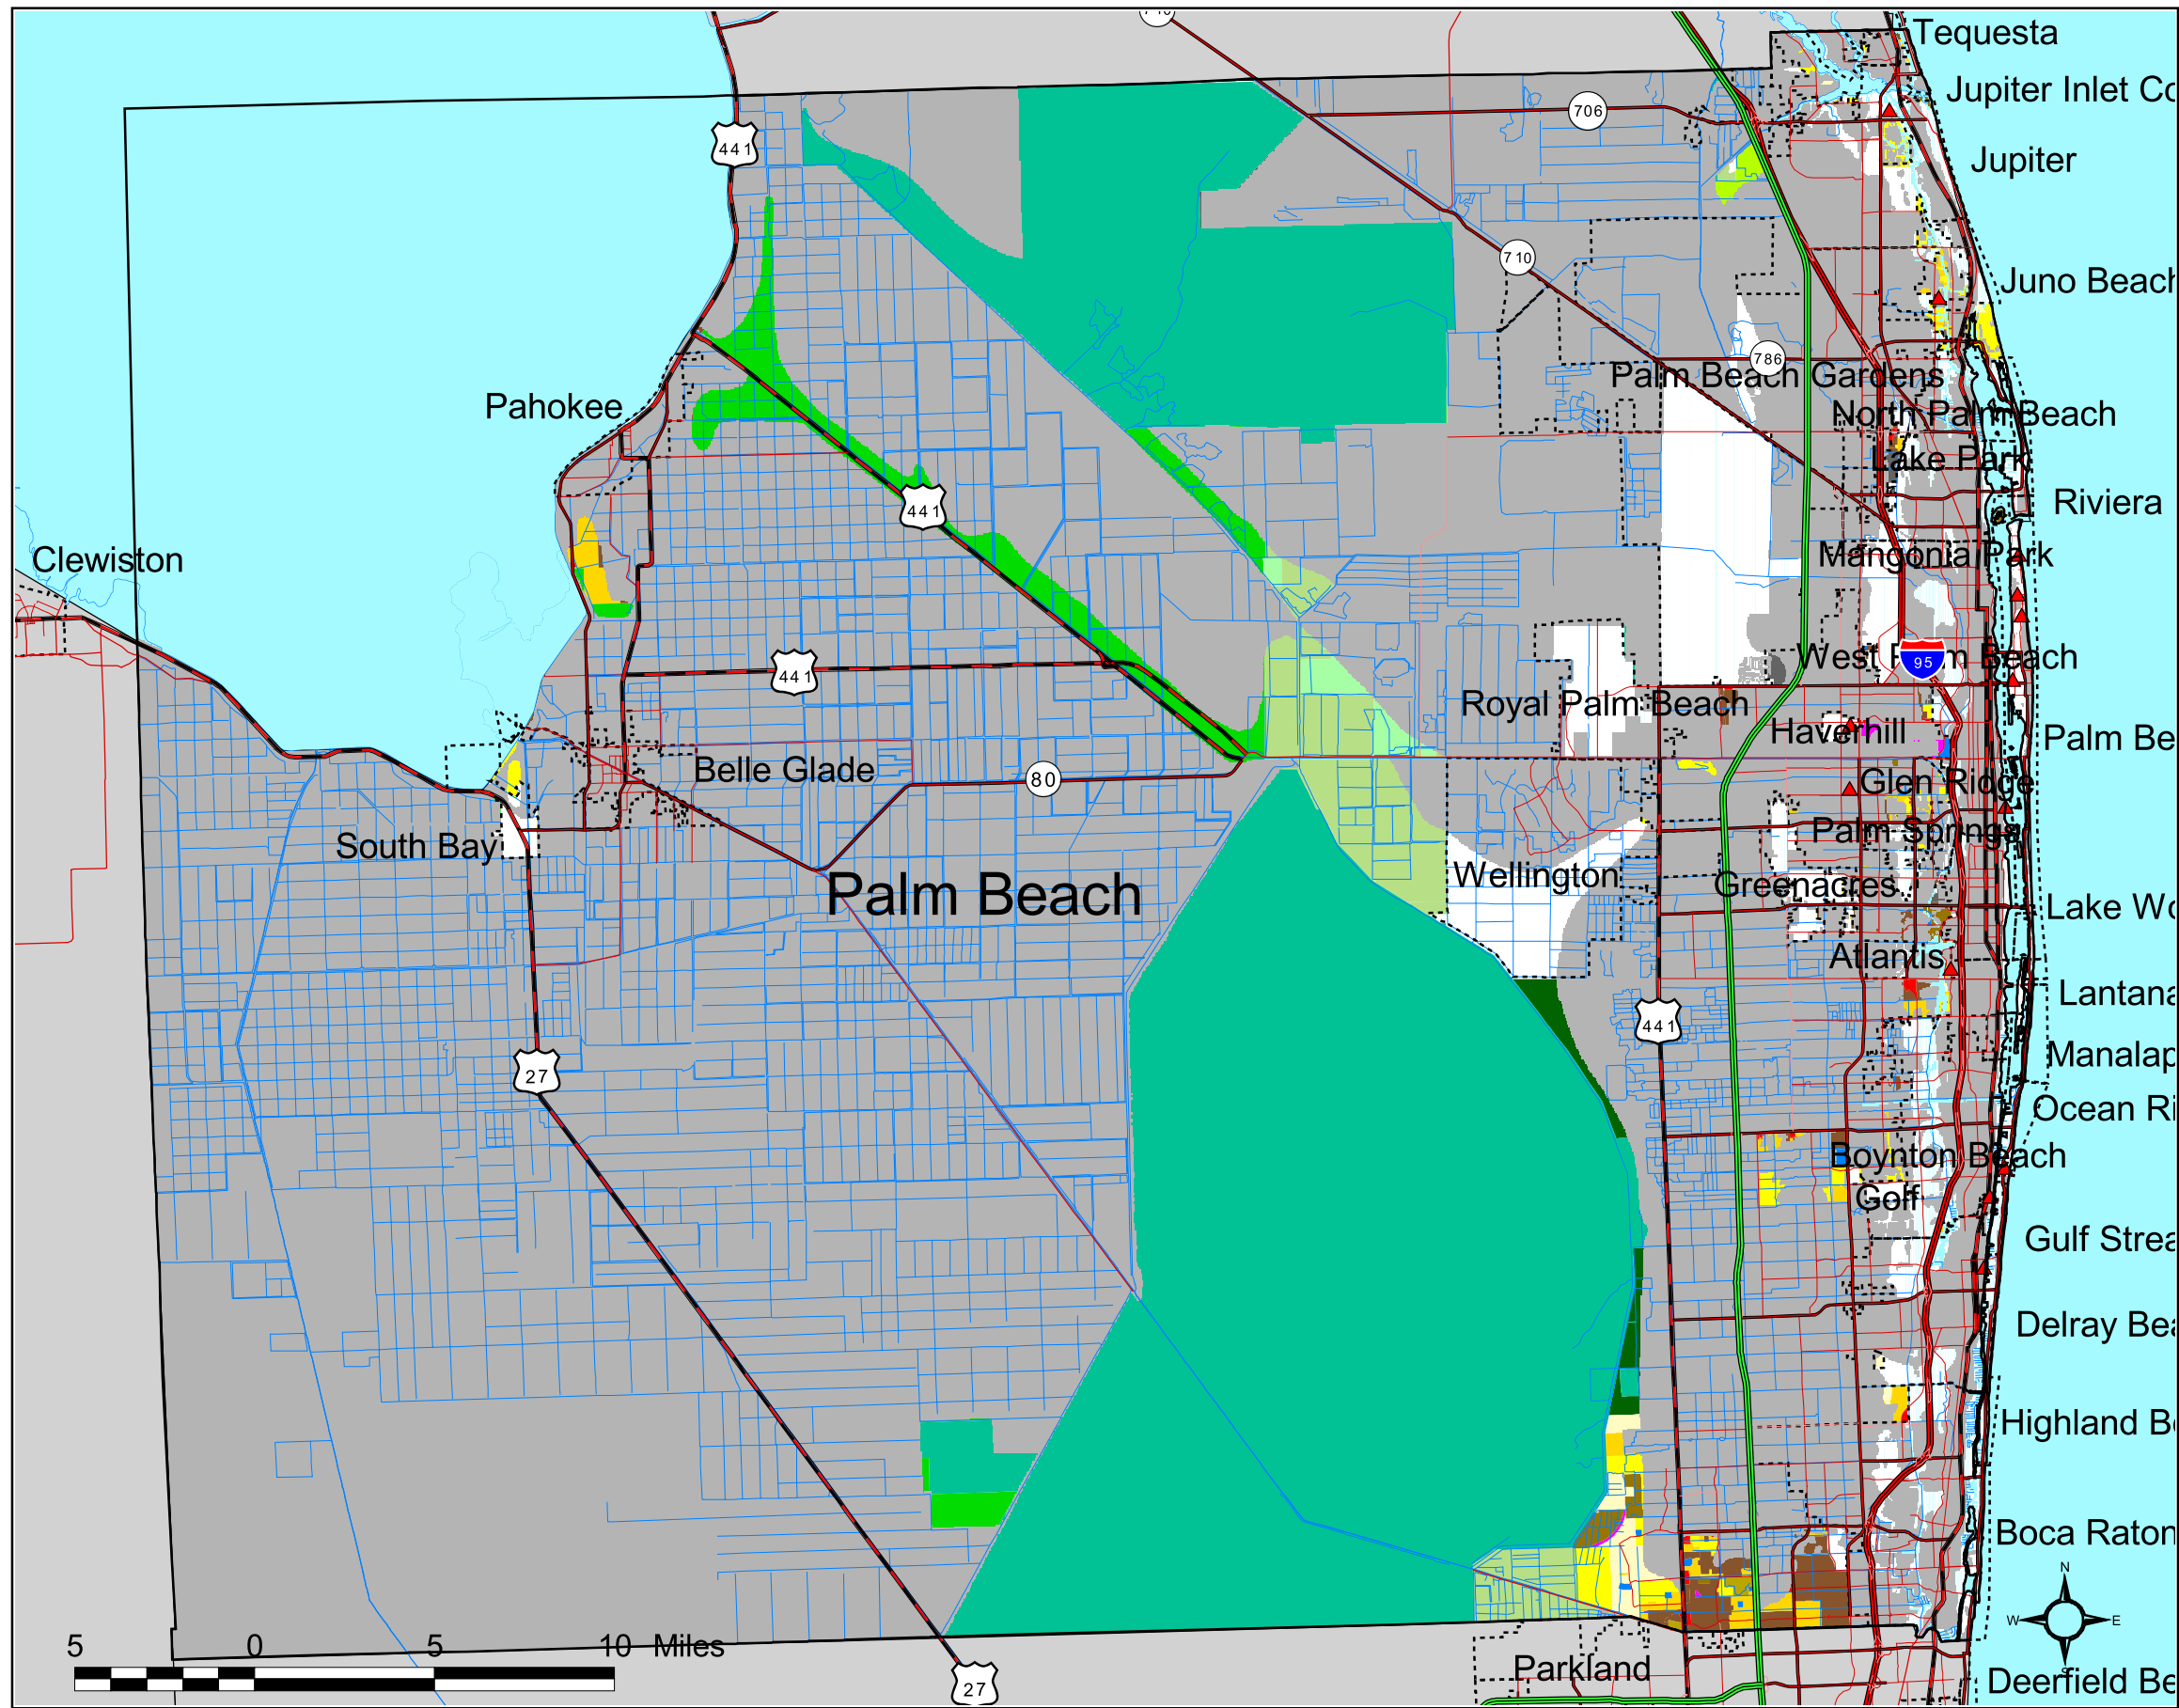 Tequesta
Jupiter Inlet Co
706
441
Jupiter
710
Juno Beach
786
Palm Beach Gardens
Pahokee
North Palm Beach
Lake Park
441
Riviera
Clewiston
Mangonia Park
441
West Palm Beach
95
Royal Palm Beach
Haverhill
Palm Be
Belle Glade
80
Glen Ridge
South Bay
Palm Springs
Palm Beach
Wellington
Greenacres
Lake Wo
Atlantis
Lantana
441
27
Manalap
Ocean Ri
Boynton Beach
Golf
Gulf Strea
Delray Bea
Highland Be
Boca Raton
N
W E
S
5 0 5 10 Miles
Parkland
27
Deerfield Be